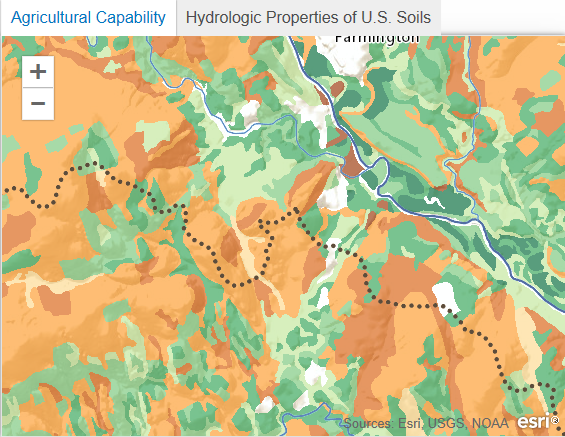 Agricultural Capability
Hydrologic Properties of U.S. Soils
Farmington
+
−
Sources: Esri, USGS, NOAA
esri